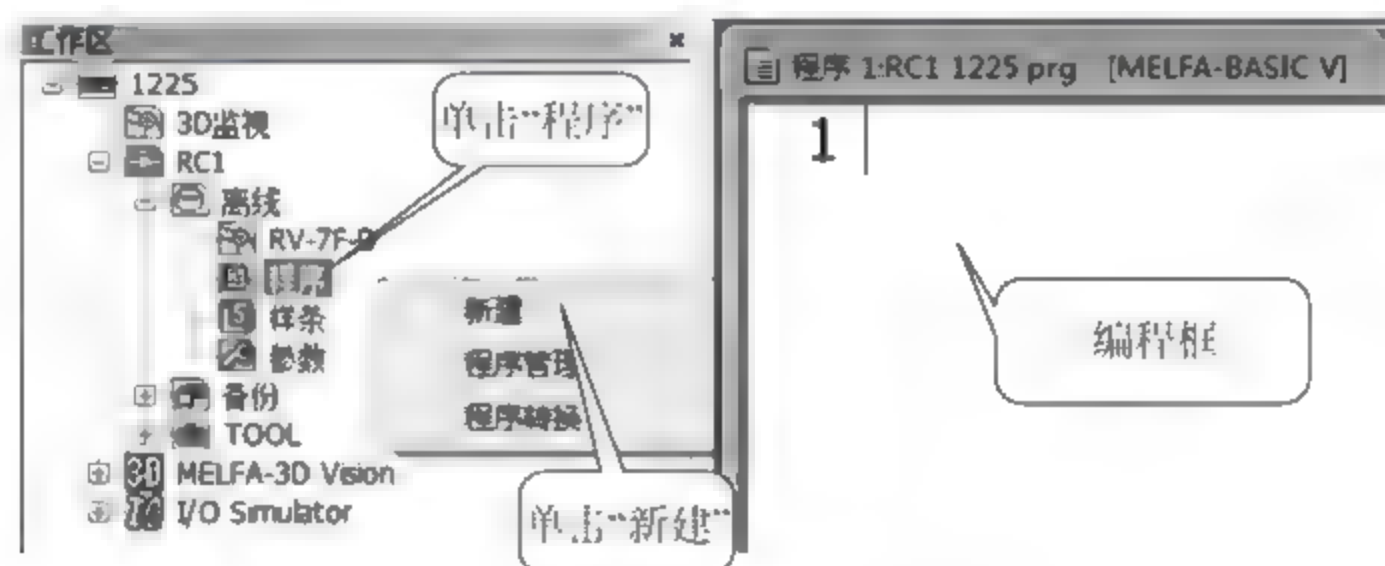 工作区
1225
3D监视
RC1
离线
RV-7F-D
程序
样条
参数
备份
TOOL
MELFA-3D Vision
I/O Simulator
单击“程序”
新建
程序管理
程序转换
单击“新建”
程序 1:RC1 1225 prg [MELFA-BASIC V]
1
编程框